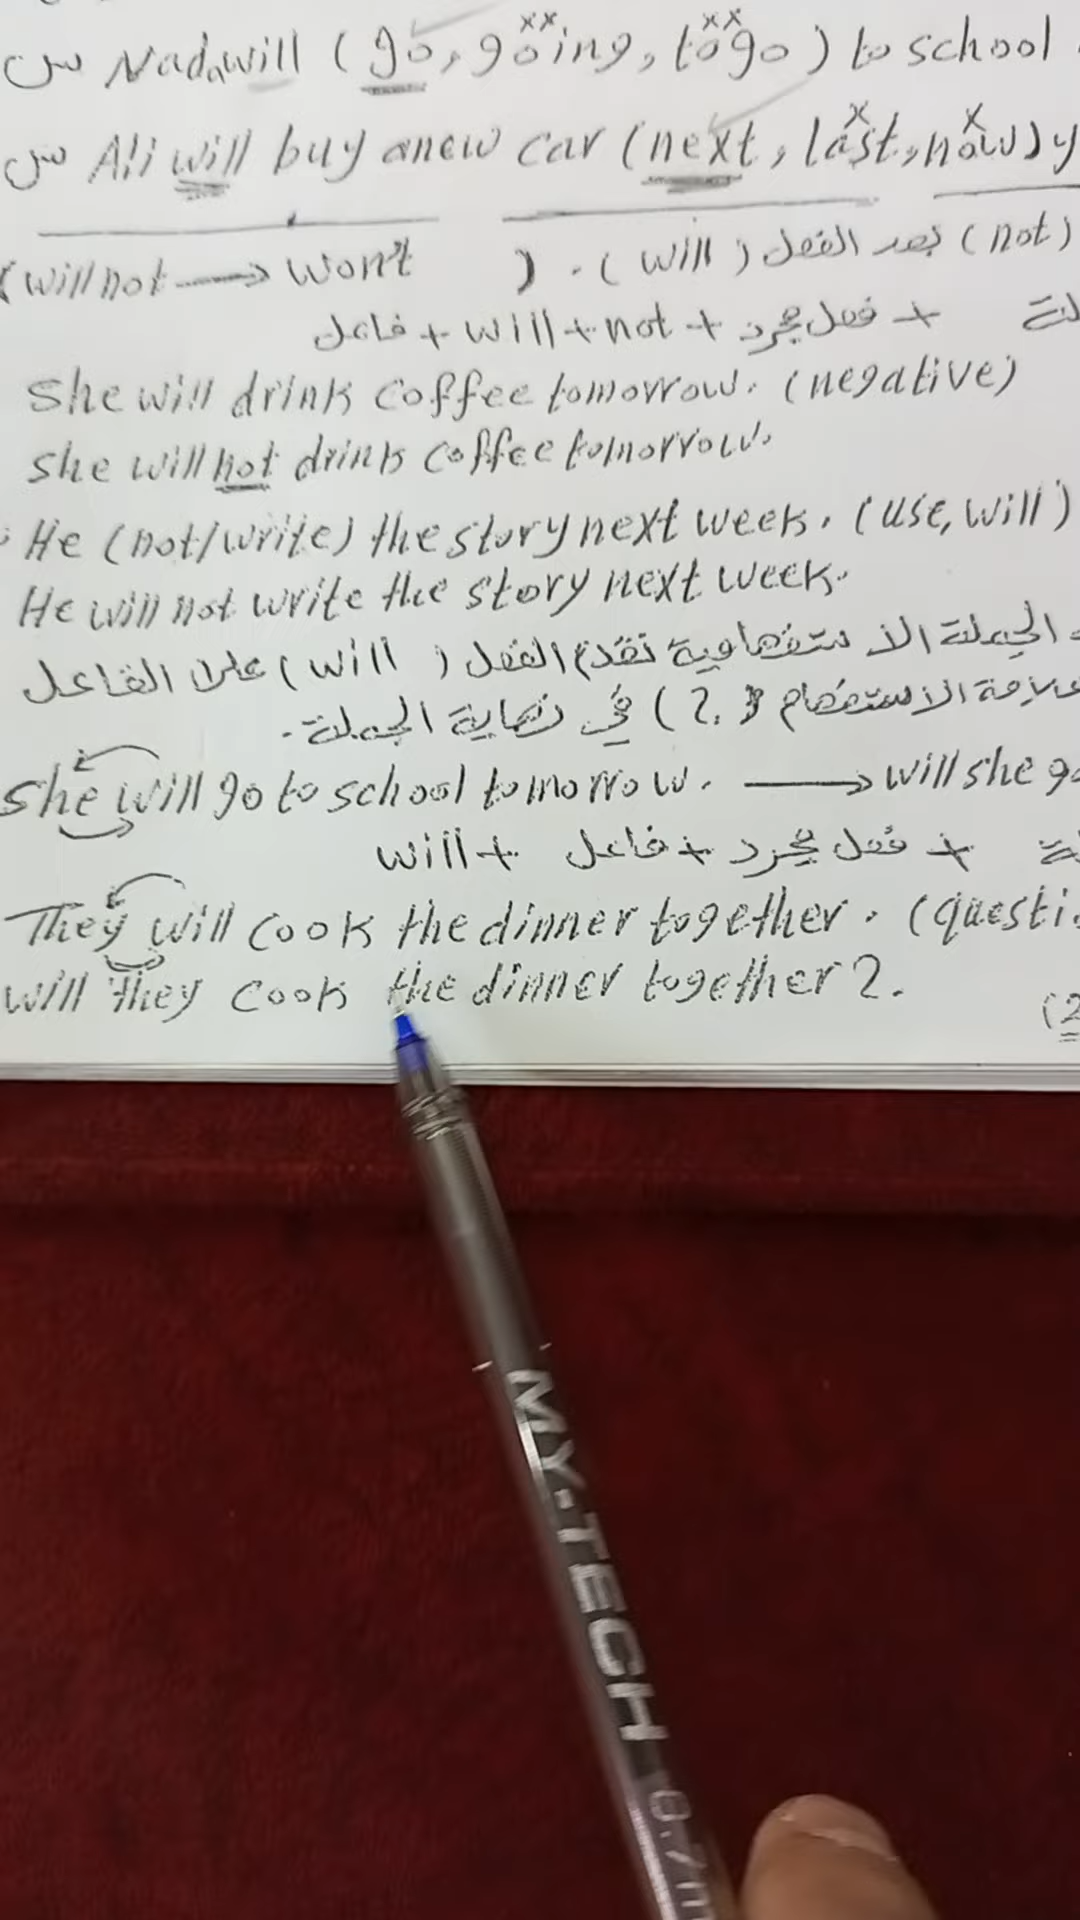 س Nada will (go, going, to go) to school.
س Ali will buy a new car (next, last, now) y
(not) بعد الفعل (will). (will not → won't)
فاعل + will + not + فعل مجرد +
She will drink coffee tomorrow. (negative)
She will not drink coffee tomorrow.
He (not/write) the story next week. (use, will)
He will not write the story next week.
الجملة الاستفهامية نقدم الفعل (will) على الفاعل
علامة الاستفهام (?) في نهاية الجملة.
She will go to school tomorrow. → will she go
will + فاعل + فعل مجرد +
They will cook the dinner together. (questi
will they cook the dinner together?.
(2
MY-TECH 0.7m